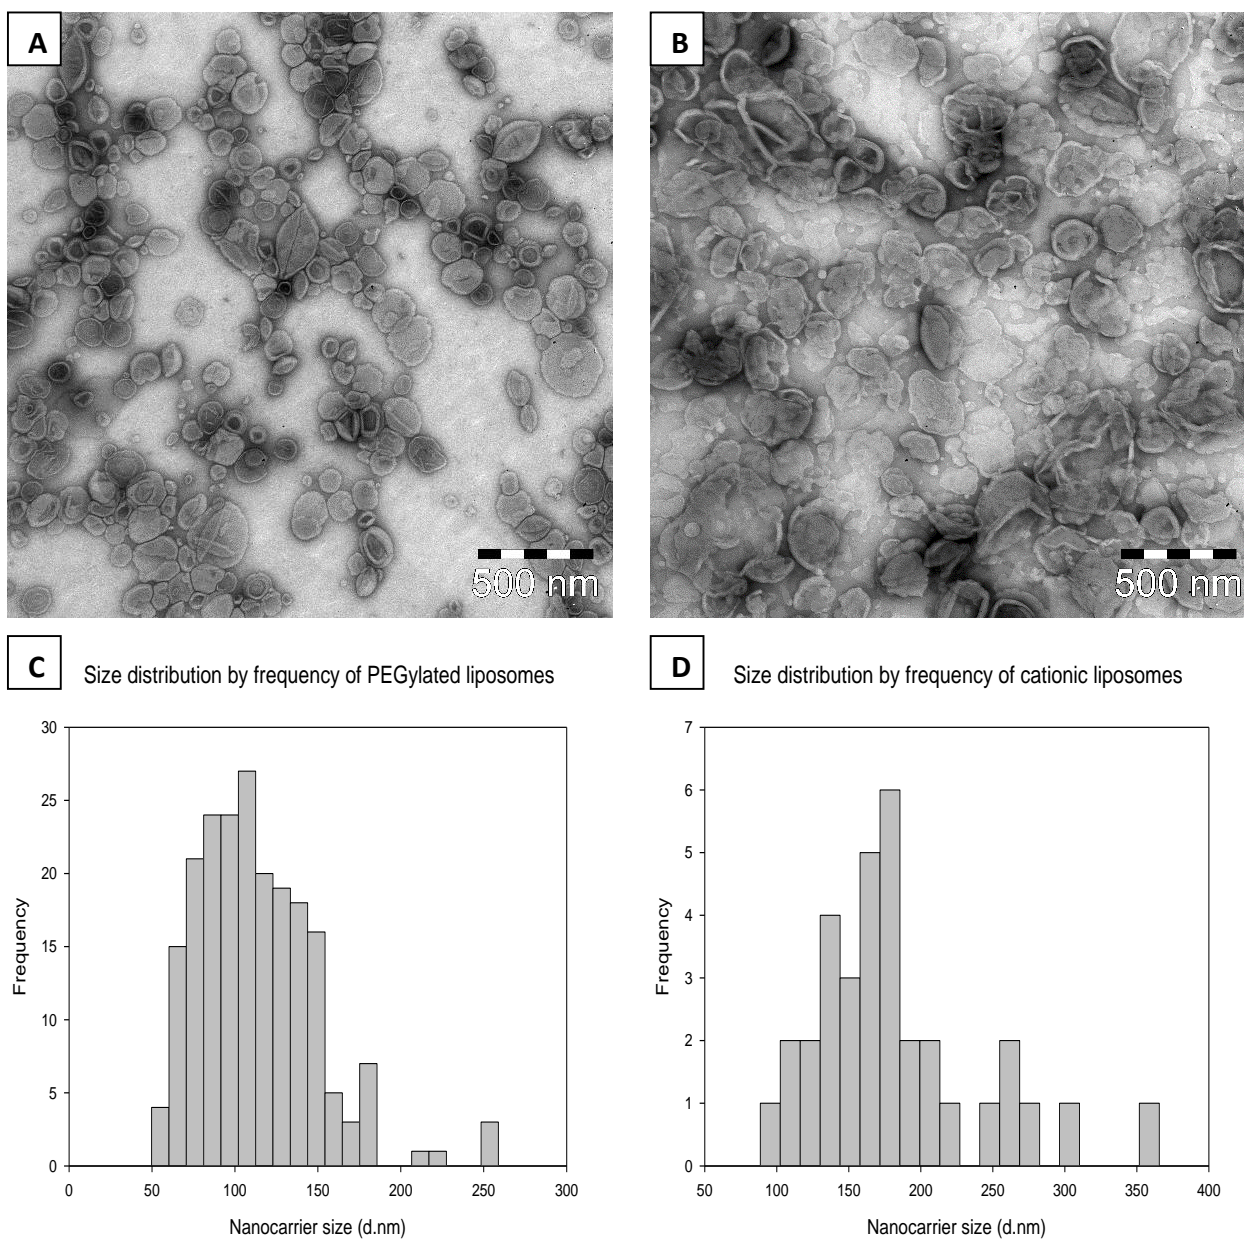 A
B
500 nm
500 nm
C
Size distribution by frequency of PEGylated liposomes
D
Size distribution by frequency of cationic liposomes
30
25
20
15
10
5
0
Frequency
0 50 100 150 200 250 300
Nanocarrier size (d.nm)
7
6
5
4
3
2
1
0
Frequency
50 100 150 200 250 300 350 400
Nanocarrier size (d.nm)